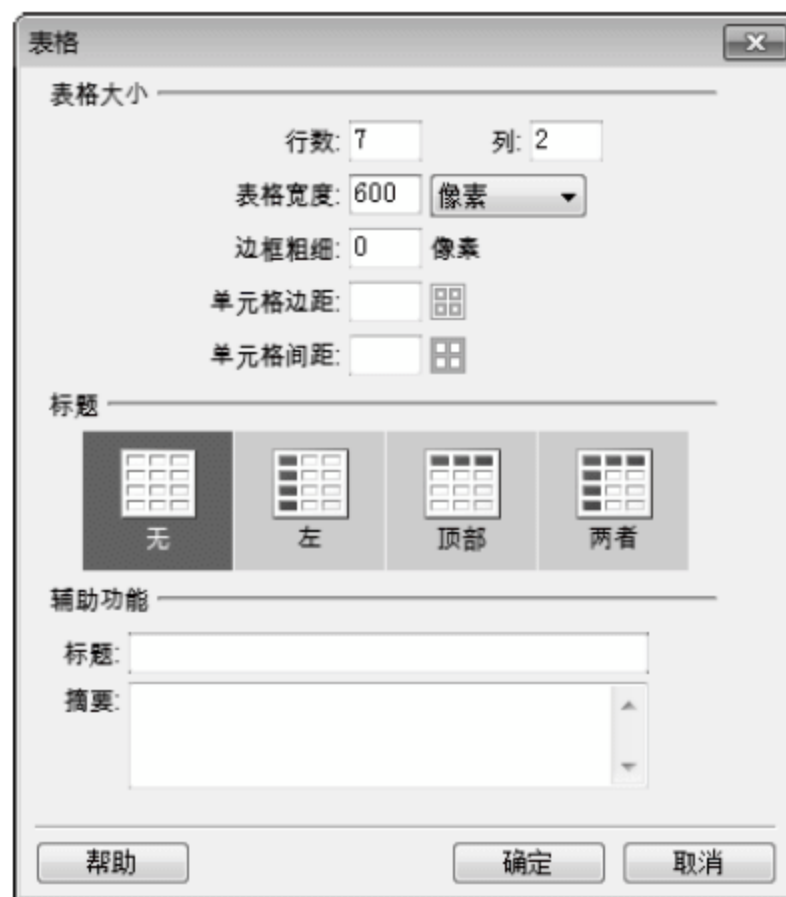 表格
表格大小
行数: 7 列: 2
表格宽度: 600 像素
边框粗细: 0 像素
单元格边距:
单元格间距:
标题
无 左 顶部 两者
辅助功能
标题:
摘要:
帮助 确定 取消